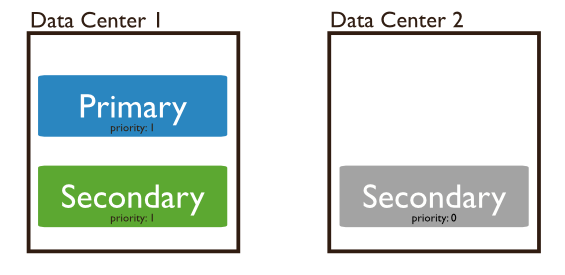 Data Center 1
Primary
priority: 1
Secondary
priority: 1
Data Center 2
Secondary
priority: 0